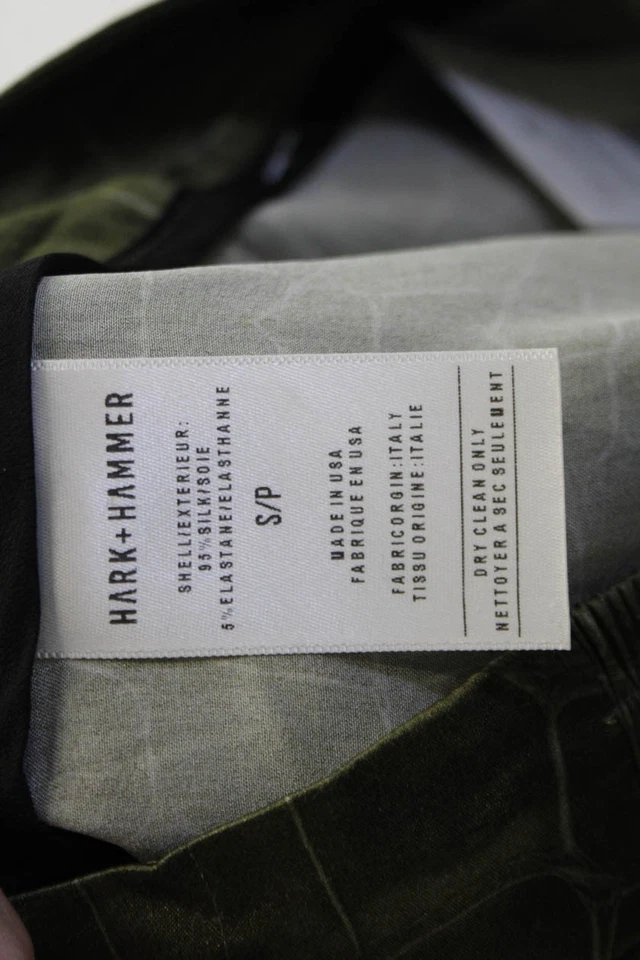 HARK+HAMMER
SHELL/EXTERIEUR:
95%SILK/SOIE
5%ELASTANE/ELASTHANNE
S/P
MADE IN USA
FABRIQUE EN USA
FABRIC ORGIN:ITALY
TISSU ORIGINE:ITALIE
DRY CLEAN ONLY
NETTOYER A SEC SEULEMENT